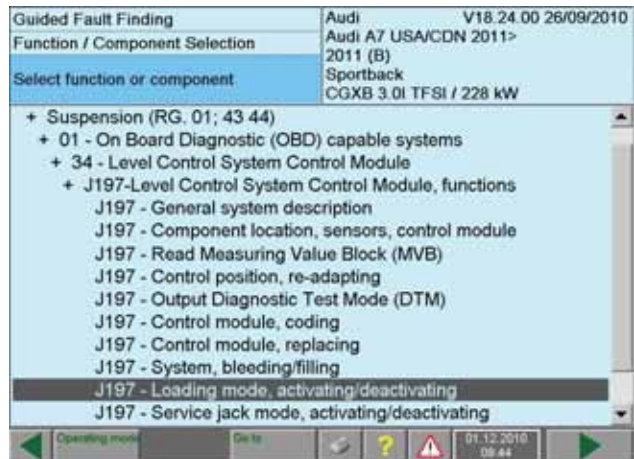 Guided Fault Finding
Function / Component Selection
Select function or component
Audi V18.24.00 26/09/2010
Audi A7 USA/CDN 2011>
2011 (B)
Sportback
CGXB 3.0l TFSI / 228 kW
+ Suspension (RG. 01; 43 44)
+ 01 - On Board Diagnostic (OBD) capable systems
+ 34 - Level Control System Control Module
+ J197-Level Control System Control Module, functions
J197 - General system description
J197 - Component location, sensors, control module
J197 - Read Measuring Value Block (MVB)
J197 - Control position, re-adapting
J197 - Output Diagnostic Test Mode (DTM)
J197 - Control module, coding
J197 - Control module, replacing
J197 - System, bleeding/filling
J197 - Loading mode, activating/deactivating
J197 - Service jack mode, activating/deactivating
Operating mode Go to ? 01.12.2010
09:44